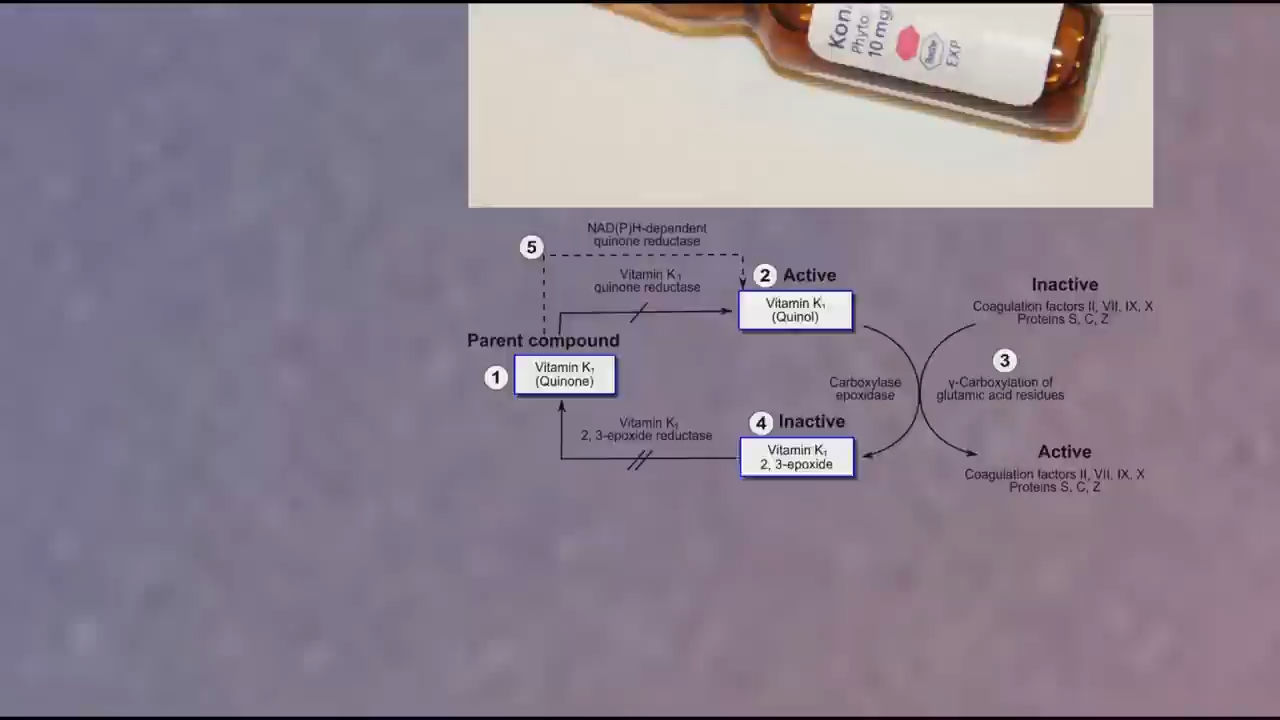 Kon
Phyto
10 mg
Roche
EXP
NAD(P)H-dependent
quinone reductase
5
Vitamin K₁
quinone reductase
2 Active
Vitamin K₁
(Quinol)
Inactive
Coagulation factors II, VII, IX, X
Proteins S, C, Z
Parent compound
1
Vitamin K₁
(Quinone)
3
Carboxylase
epoxidase
γ-Carboxylation of
glutamic acid residues
Vitamin K₁
2, 3-epoxide reductase
4 Inactive
Vitamin K₁
2, 3-epoxide
Active
Coagulation factors II, VII, IX, X
Proteins S, C, Z